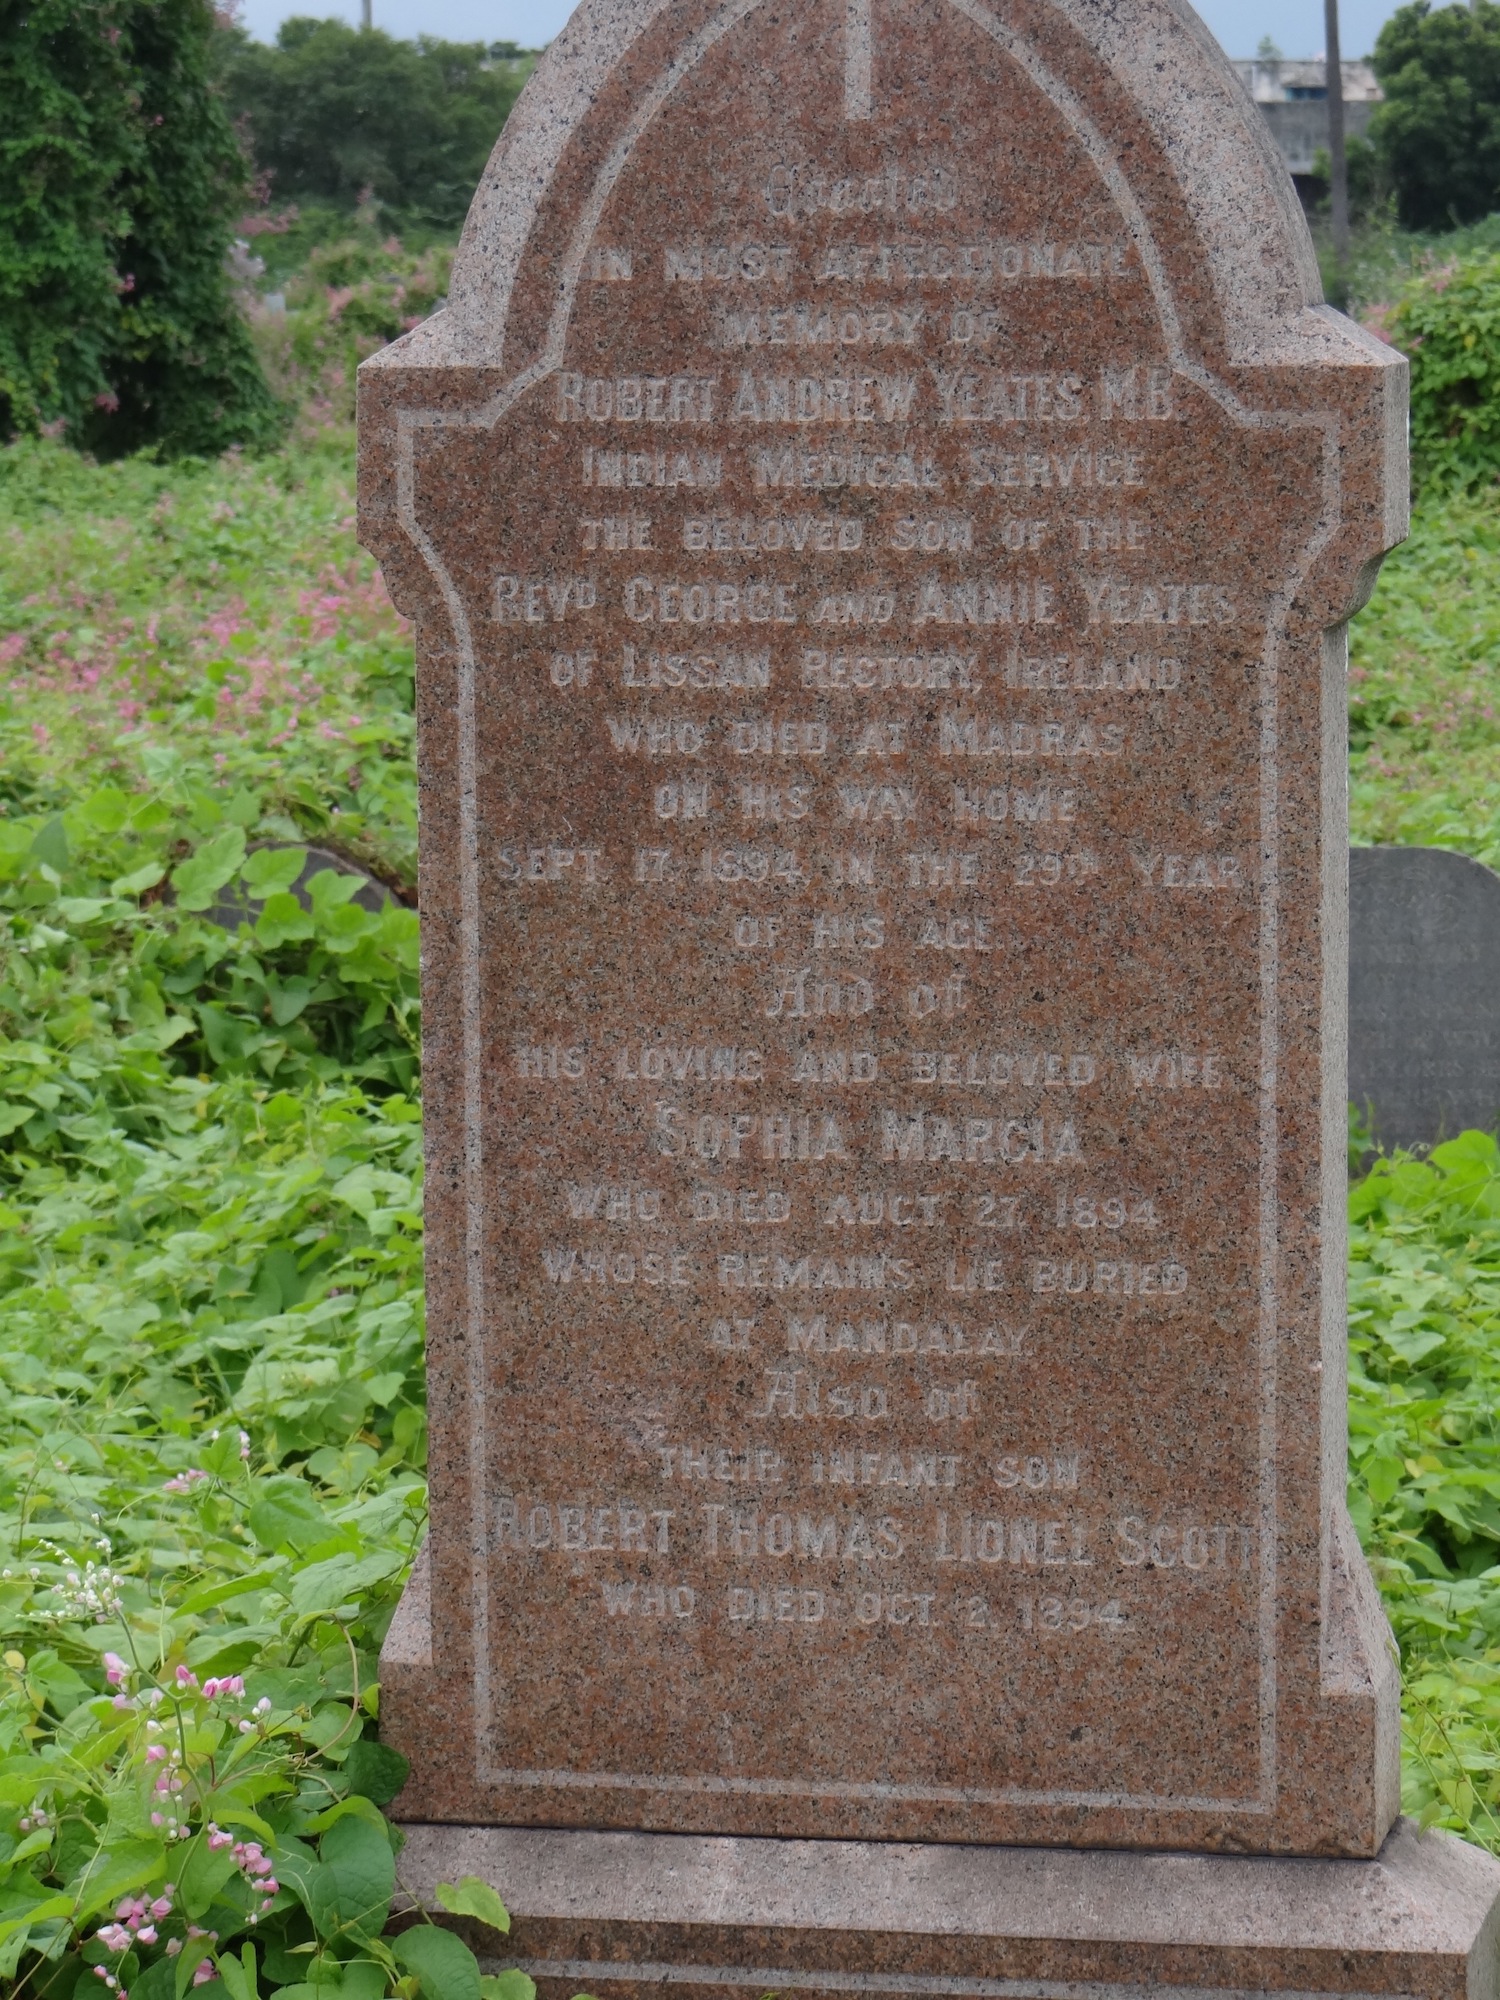 Erected
IN MOST AFFECTIONATE
MEMORY OF
ROBERT ANDREW YEATES M.B.
INDIAN MEDICAL SERVICE
THE BELOVED SON OF THE
REVD GEORGE AND ANNIE YEATES
OF LISSAN RECTORY, IRELAND
WHO DIED AT MADRAS
ON HIS WAY HOME
SEPT. 17. 1894, IN THE 29TH YEAR
OF HIS AGE
And of
HIS LOVING AND BELOVED WIFE
SOPHIA MARCIA
WHO DIED AUGT. 27. 1894
WHOSE REMAINS LIE BURIED
AT MANDALAY
Also of
THEIR INFANT SON
ROBERT THOMAS LIONEL SCOTT
WHO DIED OCT. 2. 1894.